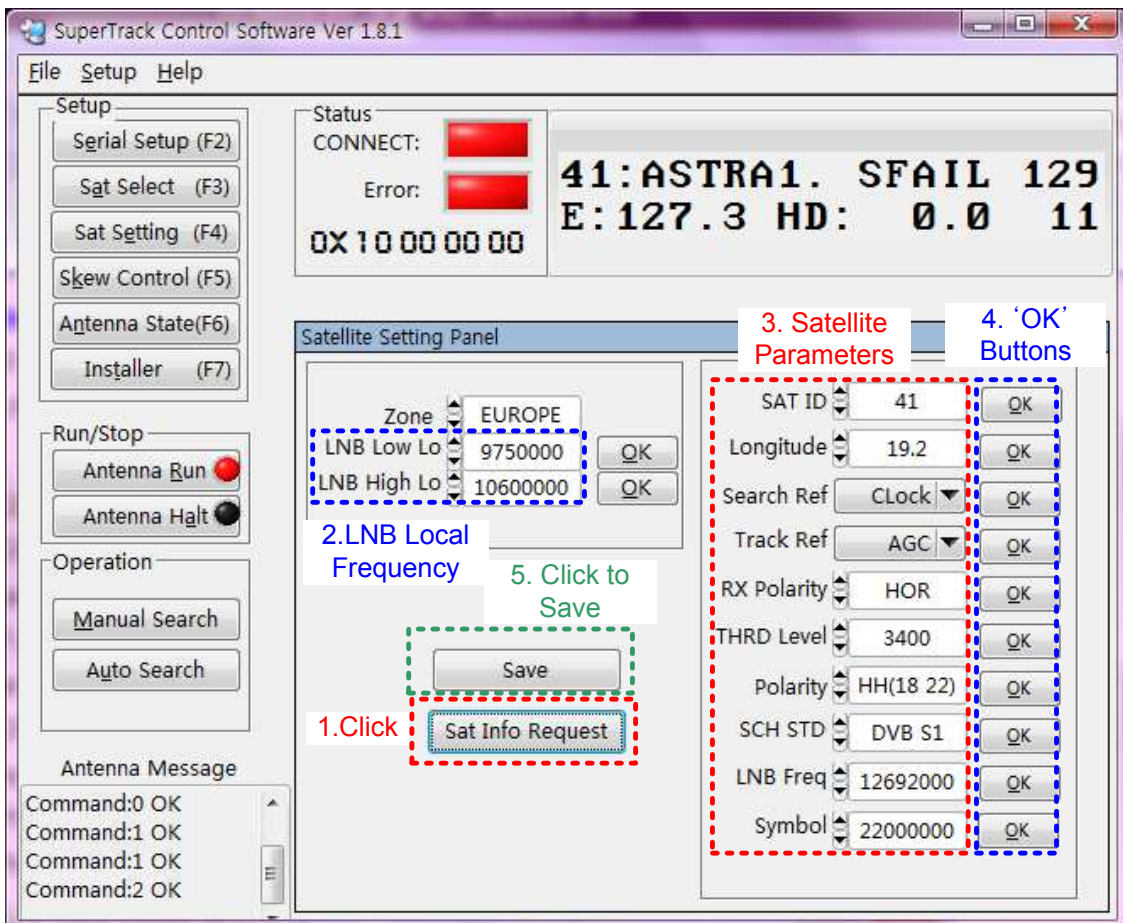 SuperTrack Control Software Ver 1.8.1
File Setup Help
Setup
Serial Setup (F2)
Sat Select (F3)
Sat Setting (F4)
Skew Control (F5)
Antenna State(F6)
Installer (F7)
Run/Stop
Antenna Run
Antenna Halt
Operation
Manual Search
Auto Search
Antenna Message
Command:0 OK
Command:1 OK
Command:1 OK
Command:2 OK
Status
CONNECT:
Error:
0X 10 00 00 00
41:ASTRA1. SFAIL 129
E:127.3 HD: 0.0 11
Satellite Setting Panel
Zone EUROPE
LNB Low Lo 9750000 OK
LNB High Lo 10600000 OK
2.LNB Local
Frequency
5. Click to
Save
Save
1.Click
Sat Info Request
3. Satellite
Parameters
4. ‘OK’
Buttons
SAT ID 41 OK
Longitude 19.2 OK
Search Ref CLock OK
Track Ref AGC OK
RX Polarity HOR OK
THRD Level 3400 OK
Polarity HH(18 22) OK
SCH STD DVB S1 OK
LNB Freq 12692000 OK
Symbol 22000000 OK